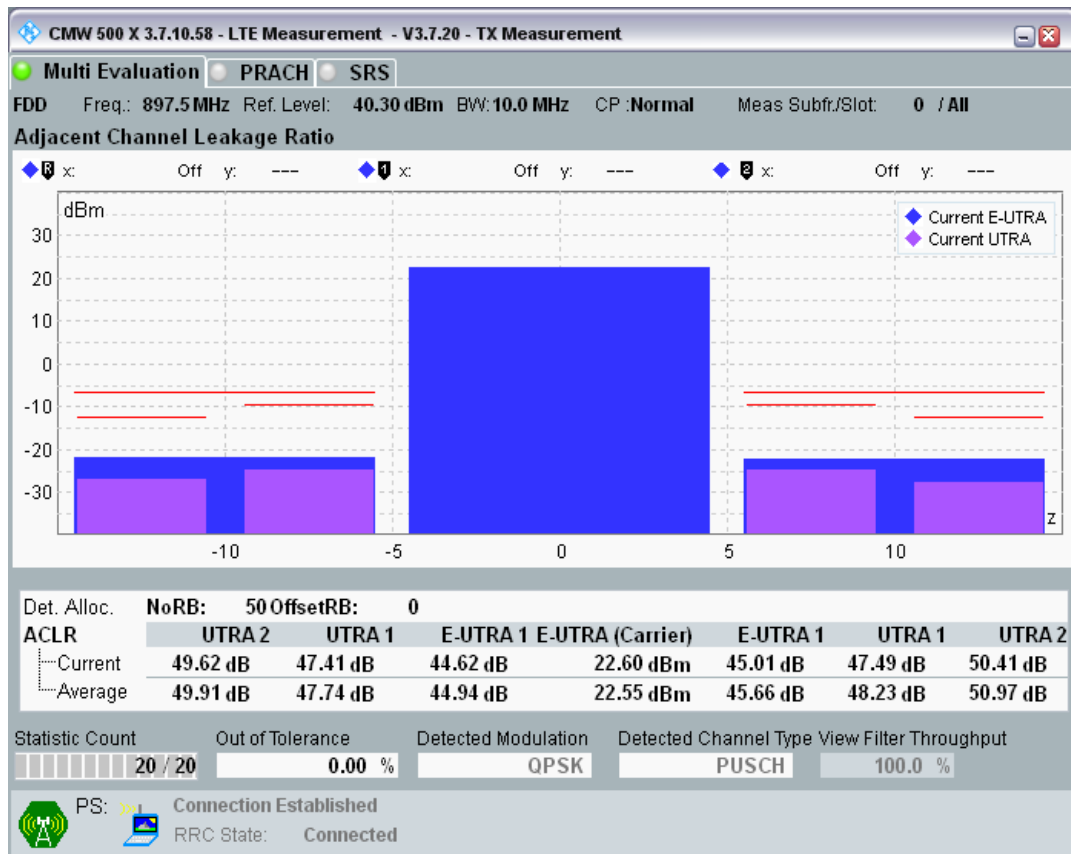 CMW 500 X 3.7.10.58 - LTE Measurement - V3.7.20 - TX Measurement
Multi Evaluation PRACH SRS
FDD Freq.: 897.5 MHz Ref. Level: 40.30 dBm BW: 10.0 MHz CP :Normal Meas Subfr./Slot: 0 / All
Adjacent Channel Leakage Ratio
R x: Off y: --- 1 x: Off y: --- 2 x: Off y: ---
dBm
Current E-UTRA
Current UTRA
30
20
10
0
-10
-20
-30
z
-10 -5 0 5 10
Det. Alloc. NoRB: 50 OffsetRB: 0
ACLR UTRA 2 UTRA 1 E-UTRA 1 E-UTRA (Carrier) E-UTRA 1 UTRA 1 UTRA 2
Current 49.62 dB 47.41 dB 44.62 dB 22.60 dBm 45.01 dB 47.49 dB 50.41 dB
Average 49.91 dB 47.74 dB 44.94 dB 22.55 dBm 45.66 dB 48.23 dB 50.97 dB
Statistic Count Out of Tolerance Detected Modulation Detected Channel Type View Filter Throughput
20 / 20 0.00 % QPSK PUSCH 100.0 %
PS: Connection Established
RRC State: Connected